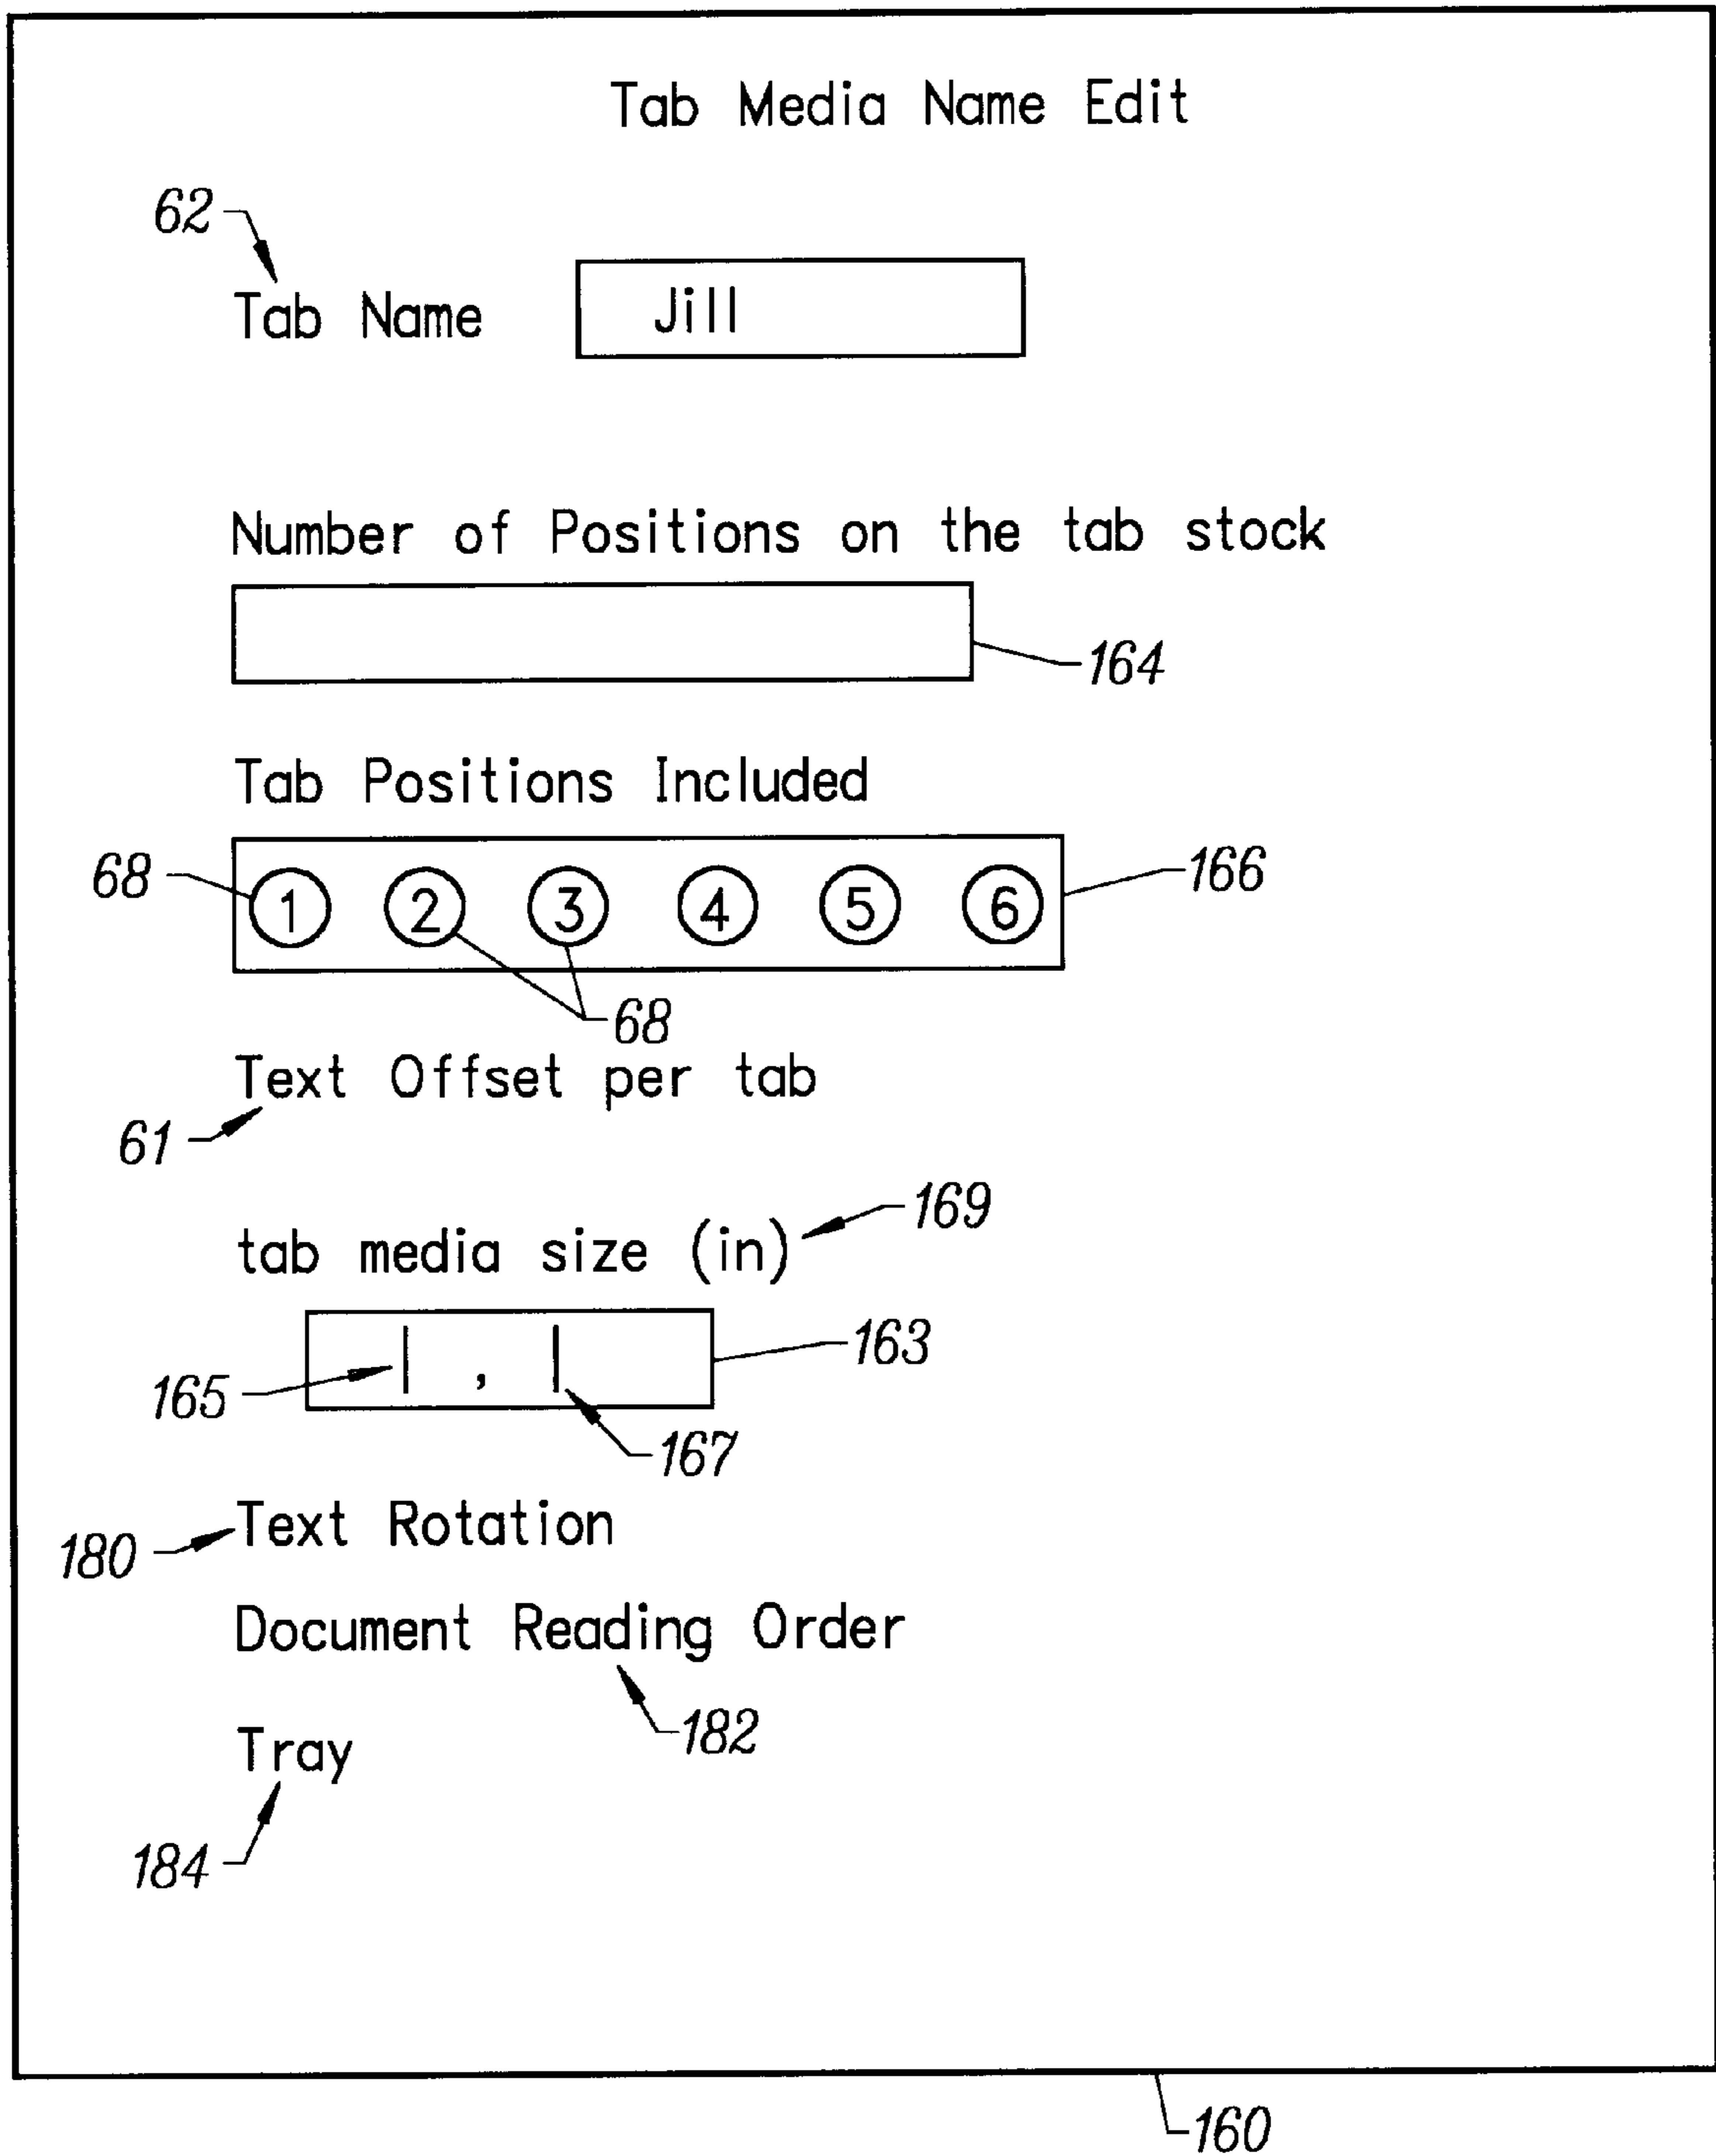 Tab Media Name Edit
62
Tab Name Jill
Number of Positions on the tab stock
164
Tab Positions Included
68 1 2 3 4 5 6 166
68
Text Offset per tab
61
169
tab media size (in)
165 | , | 163
167
Text Rotation
180
Document Reading Order
182
Tray
184
160